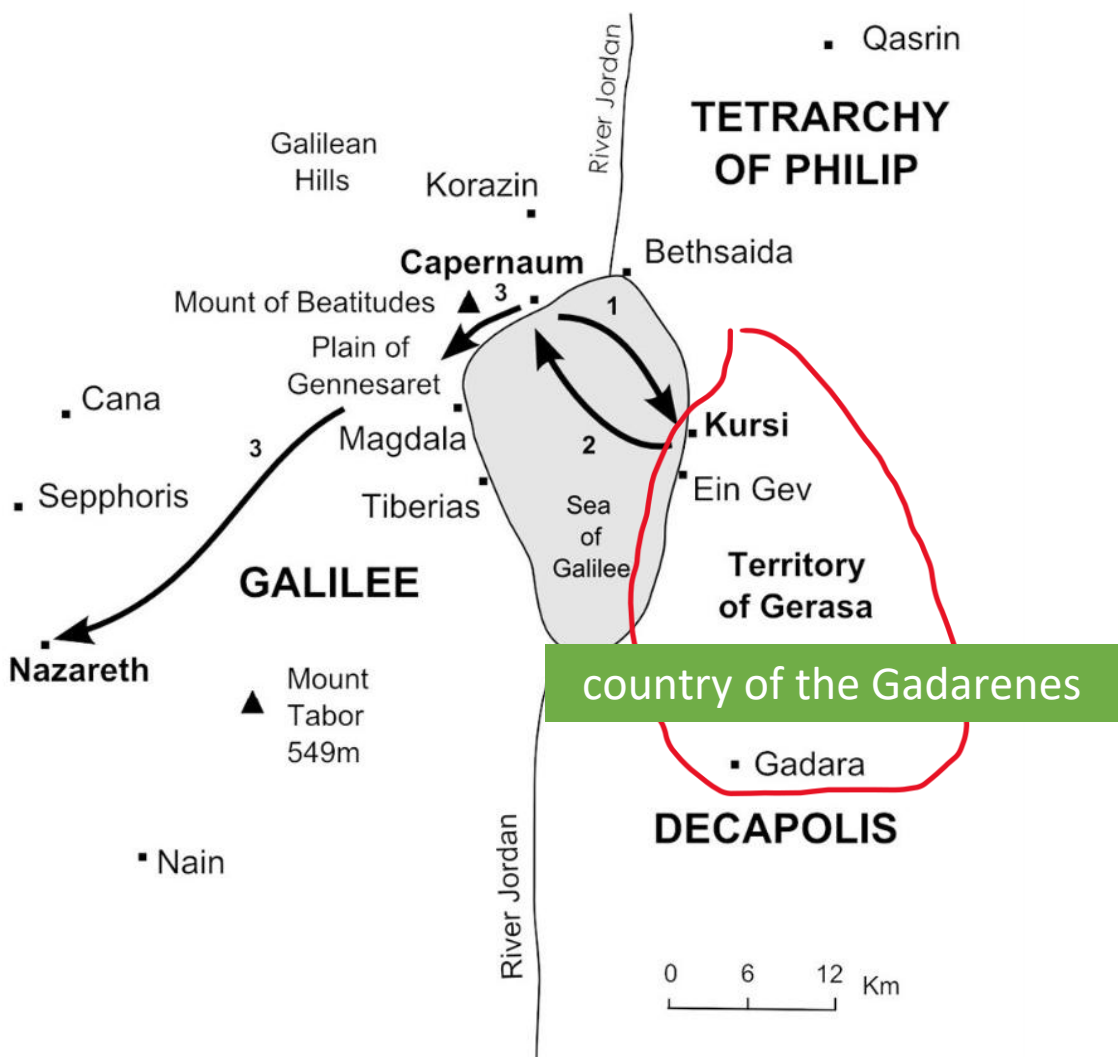 Qasrin
River Jordan
TETRARCHY
OF PHILIP
Galilean
Hills
Korazin
Bethsaida
Capernaum
3
1
Mount of Beatitudes
Plain of
Gennesaret
Cana
Magdala
Kursi
2
3
Sepphoris
Tiberias
Ein Gev
Sea
of
Galilee
GALILEE
Territory
of Gerasa
Nazareth
country of the Gadarenes
Mount
Tabor
549m
Gadara
DECAPOLIS
Nain
River Jordan
0 6 12 Km